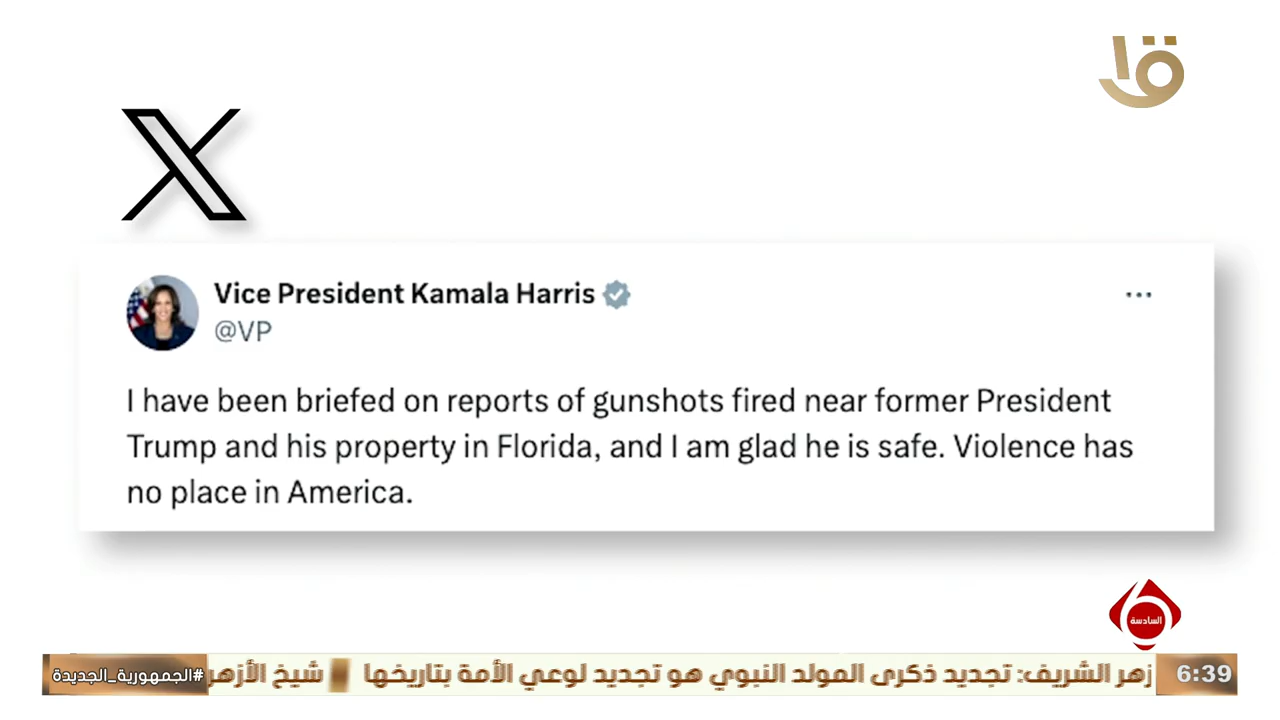 Vice President Kamala Harris
@VP
I have been briefed on reports of gunshots fired near former President
Trump and his property in Florida, and I am glad he is safe. Violence has
no place in America.
السادسة
6:39
زهر الشريف: تجديد ذكرى المولد النبوي هو تجديد لوعي الأمة بتاريخها
شيخ الأزهر
#الجمهورية_الجديدة